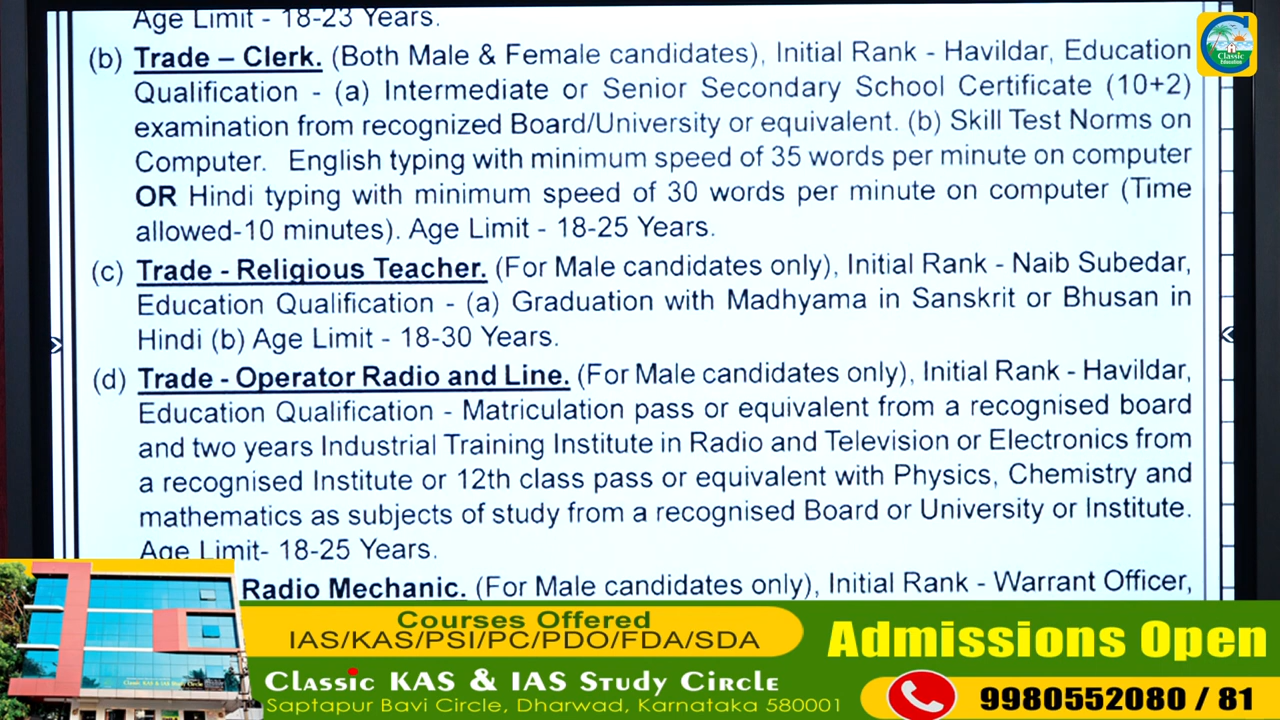 Age Limit - 18-23 Years.
(b) Trade – Clerk. (Both Male & Female candidates), Initial Rank - Havildar, Education
Qualification - (a) Intermediate or Senior Secondary School Certificate (10+2)
examination from recognized Board/University or equivalent. (b) Skill Test Norms on
Computer. English typing with minimum speed of 35 words per minute on computer
OR Hindi typing with minimum speed of 30 words per minute on computer (Time
allowed-10 minutes). Age Limit - 18-25 Years.
(c) Trade - Religious Teacher. (For Male candidates only), Initial Rank - Naib Subedar,
Education Qualification - (a) Graduation with Madhyama in Sanskrit or Bhusan in
Hindi (b) Age Limit - 18-30 Years.
(d) Trade - Operator Radio and Line. (For Male candidates only), Initial Rank - Havildar,
Education Qualification - Matriculation pass or equivalent from a recognised board
and two years Industrial Training Institute in Radio and Television or Electronics from
a recognised Institute or 12th class pass or equivalent with Physics, Chemistry and
mathematics as subjects of study from a recognised Board or University or Institute.
Age Limit- 18-25 Years.
Radio Mechanic. (For Male candidates only), Initial Rank - Warrant Officer,
Classic
Education
Courses Offered
IAS/KAS/PSI/PC/PDO/FDA/SDA
Admissions Open
Classic KAS & IAS Study Circle
Saptapur Bavi Circle, Dharwad, Karnataka 580001
9980552080 / 81